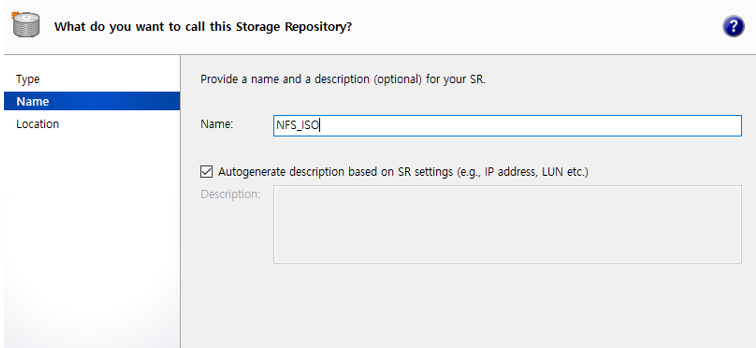 What do you want to call this Storage Repository?
?
Type
Name
Location
Provide a name and a description (optional) for your SR.
Name:
NFS_ISO
Autogenerate description based on SR settings (e.g., IP address, LUN etc.)
Description: